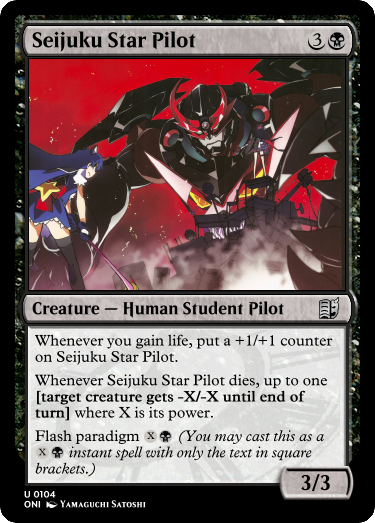 Seijuku Star Pilot 3
Creature — Human Student Pilot
Whenever you gain life, put a +1/+1 counter
on Seijuku Star Pilot.
Whenever Seijuku Star Pilot dies, up to one
[target creature gets -X/-X until end of
turn] where X is its power.
Flash paradigm X (You may cast this as a
X instant spell with only the text in square
brackets.)
3/3
U 0104
ONI Yamaguchi Satoshi